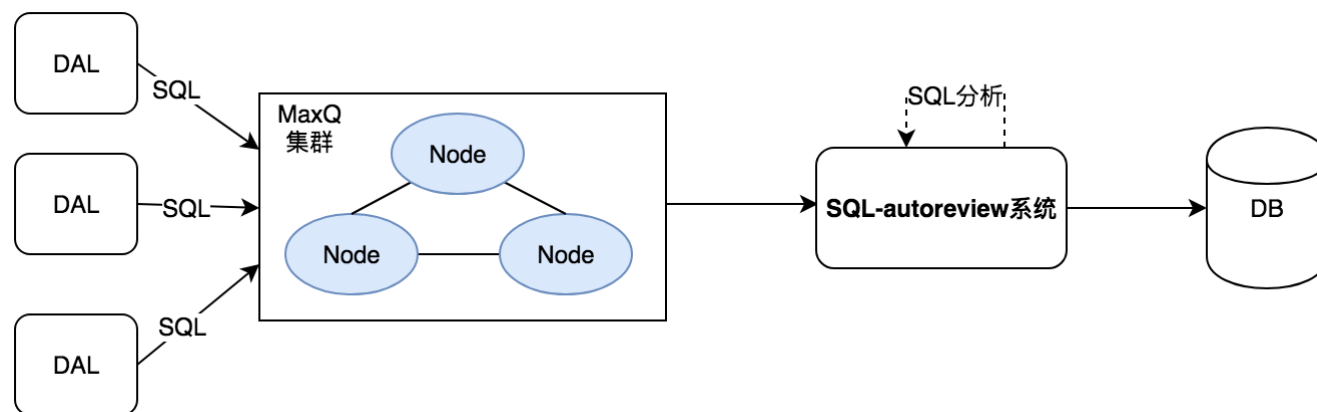 DAL
SQL
DAL
SQL
DAL
SQL
MaxQ
集群
Node
Node
Node
SQL分析
SQL-autoreview系统
DB